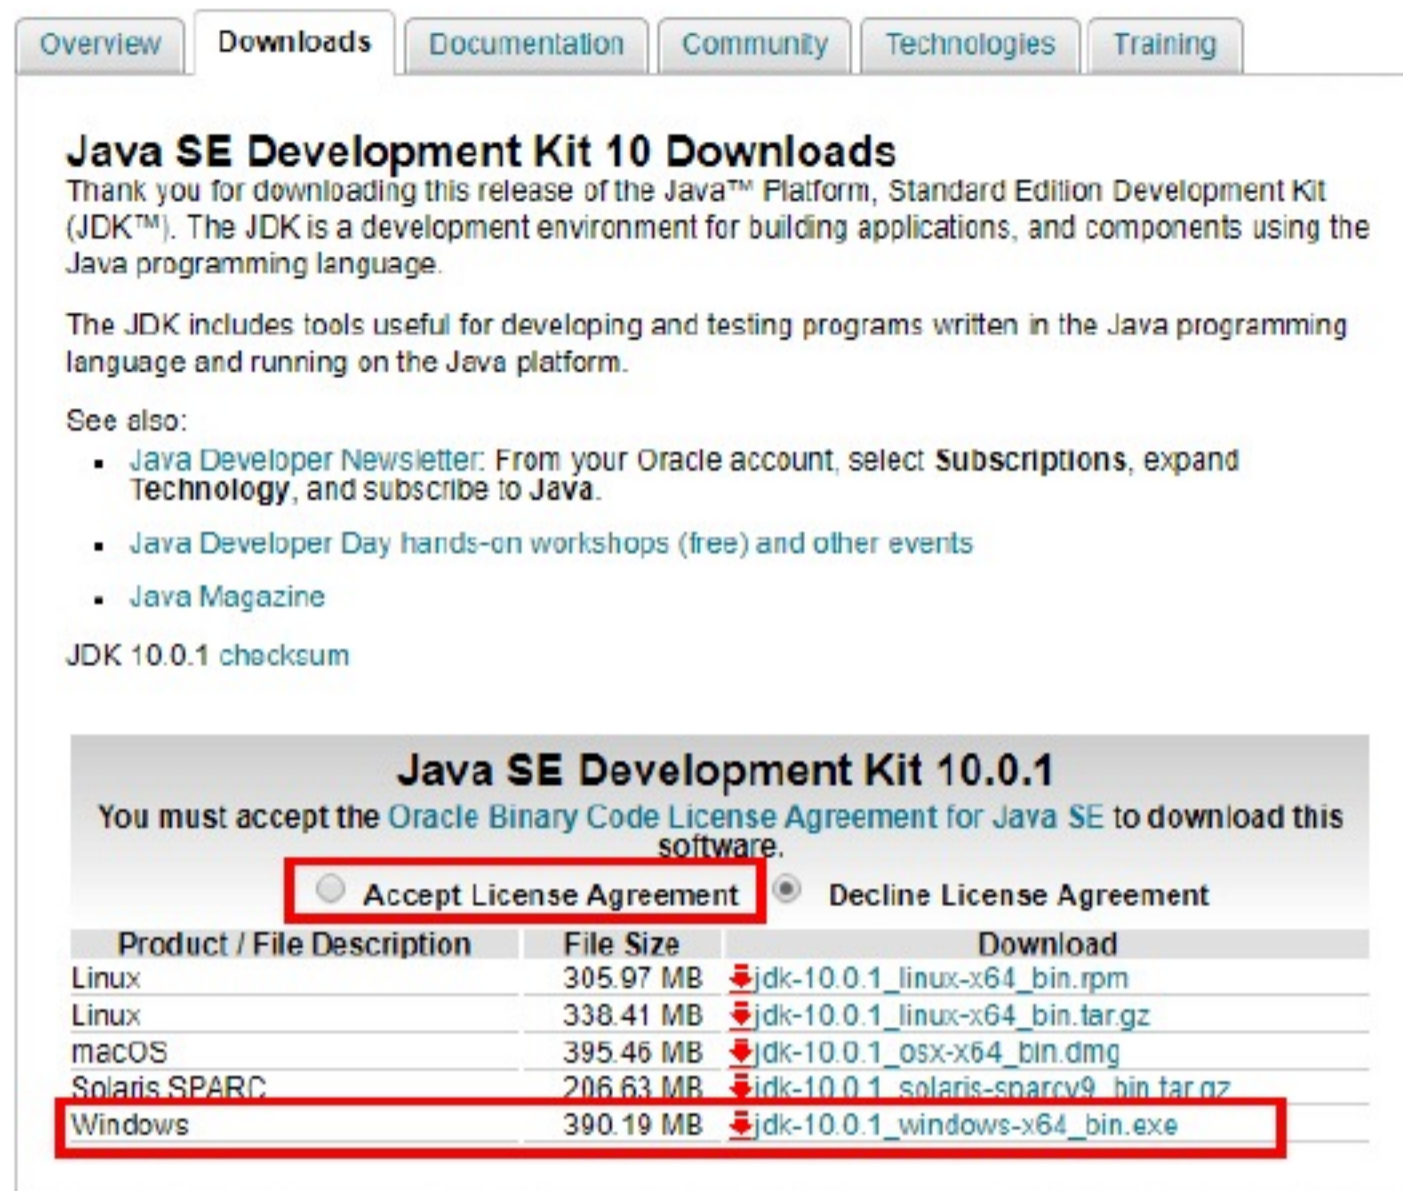 Overview Downloads Documentation Community Technologies Training
Java SE Development Kit 10 Downloads
Thank you for downloading this release of the Java™ Platform, Standard Edition Development Kit
(JDK™). The JDK is a development environment for building applications, and components using the
Java programming language.
The JDK includes tools useful for developing and testing programs written in the Java programming
language and running on the Java platform.
See also:
Java Developer Newsletter: From your Oracle account, select Subscriptions, expand
Technology, and subscribe to Java.
Java Developer Day hands-on workshops (free) and other events
Java Magazine
JDK 10.0.1 checksum
Java SE Development Kit 10.0.1
You must accept the Oracle Binary Code License Agreement for Java SE to download this
software.
Accept License Agreement Decline License Agreement
Product / File Description File Size Download
Linux 305.97 MB jdk-10.0.1_linux-x64_bin.rpm
Linux 338.41 MB jdk-10.0.1_linux-x64_bin.tar.gz
macOS 395.46 MB jdk-10.0.1_osx-x64_bin.dmg
Solaris SPARC 206.63 MB jdk-10.0.1_solaris-sparcv9_bin.tar.gz
Windows 390.19 MB jdk-10.0.1_windows-x64_bin.exe